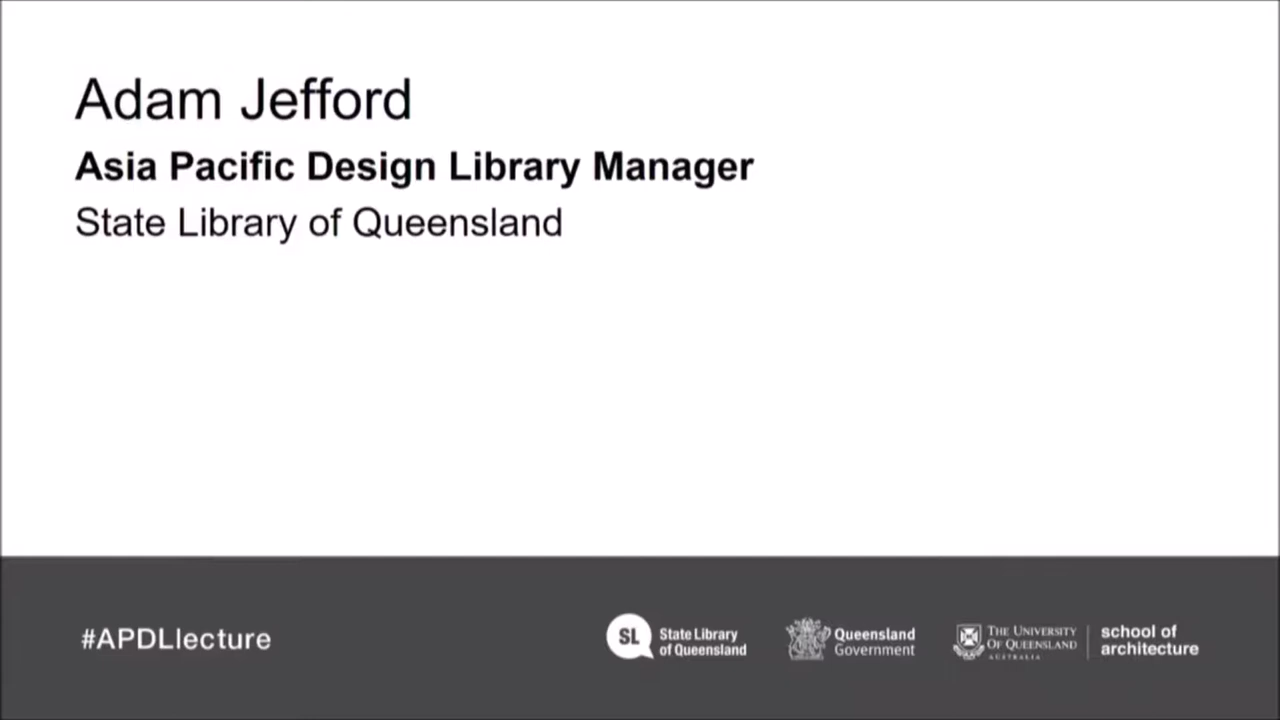 Adam Jefford
Asia Pacific Design Library Manager
State Library of Queensland
#APDLlecture
SL
State Library
of Queensland
Queensland
Government
THE UNIVERSITY
OF QUEENSLAND
AUSTRALIA
school of
architecture